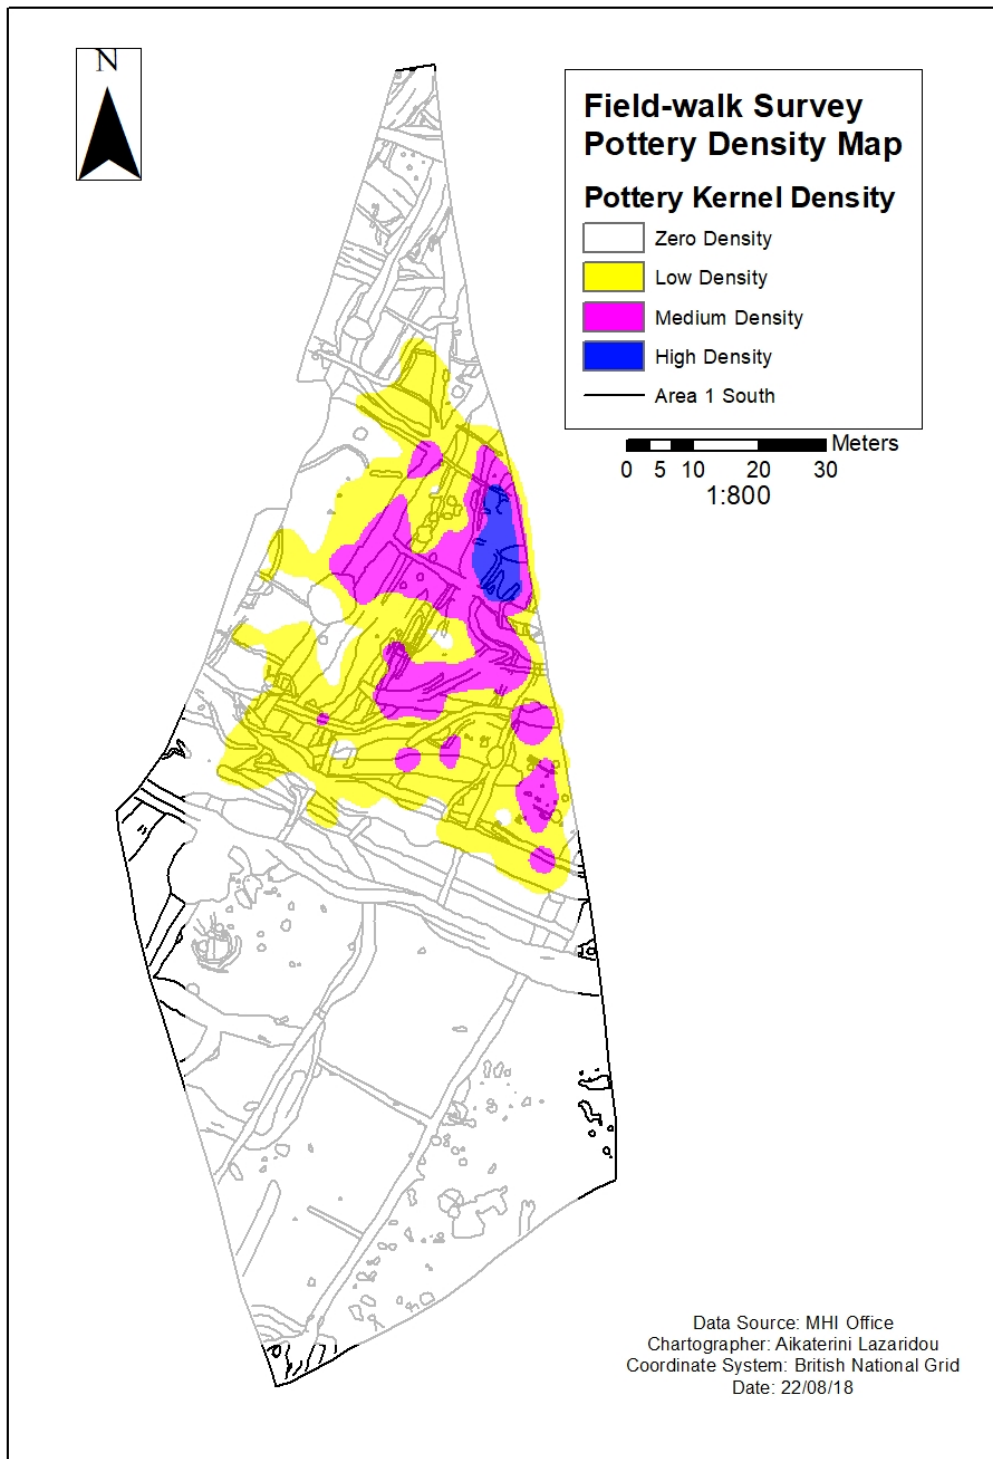 N
Field-walk Survey
Pottery Density Map
Pottery Kernel Density
Zero Density
Low Density
Medium Density
High Density
Area 1 South
Meters
0 5 10 20 30
1:800
Data Source: MHI Office
Chartographer: Aikaterini Lazaridou
Coordinate System: British National Grid
Date: 22/08/18